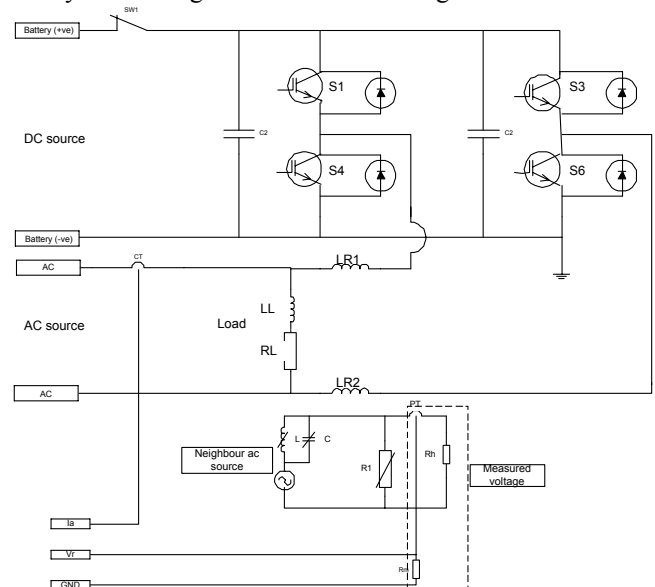 SW1
Battery (+ve)
S1
S3
DC source
C2
C2
S4
S6
Battery (-ve)
CT
AC
LR1
LL
AC source
Load
RL
LR2
AC
PT
L
C
Neighbour ac
source
R1
Rh
Measured
voltage
Ia
Vr
GND